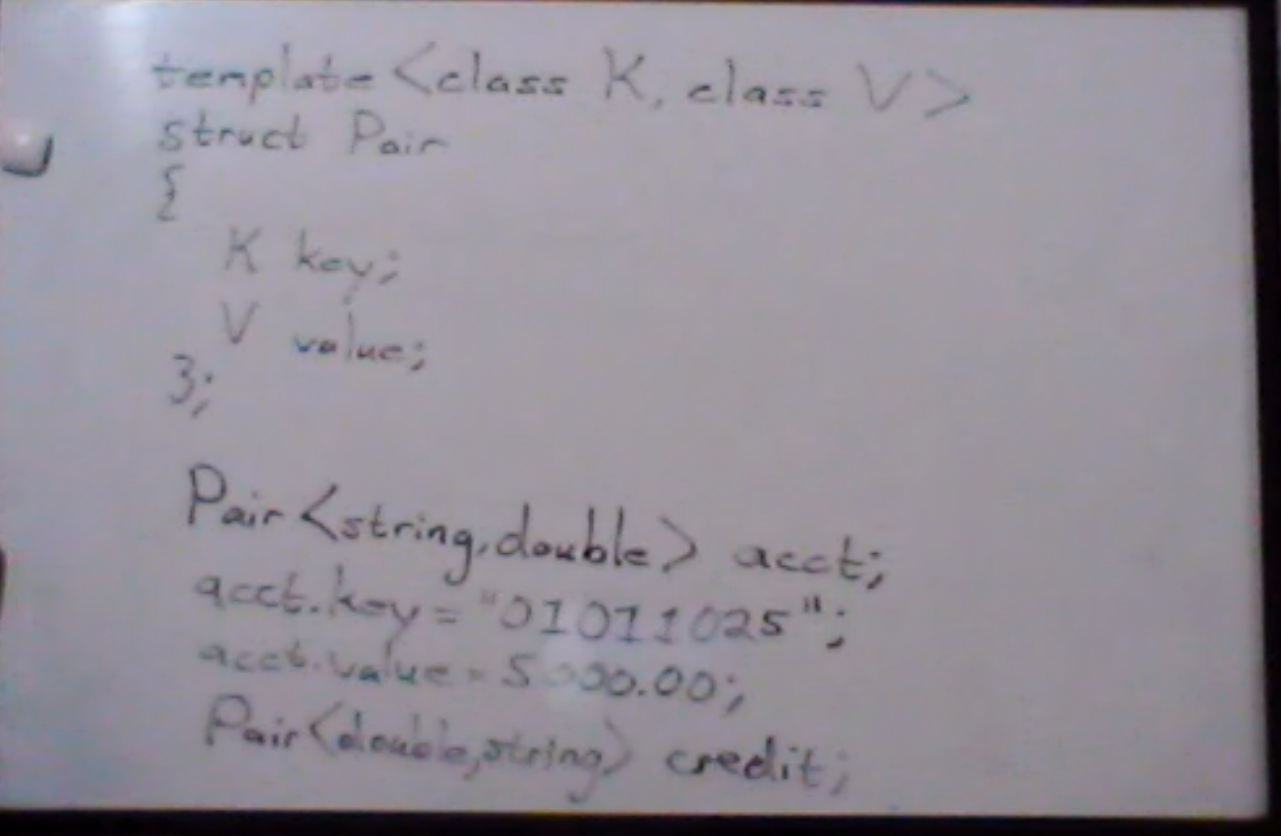 template <class K, class V>
struct Pair
{
K key;
V value;
};
Pair <string,double> acct;
acct.key = "01011025";
acct.value = 5000.00;
Pair<double,string> credit;